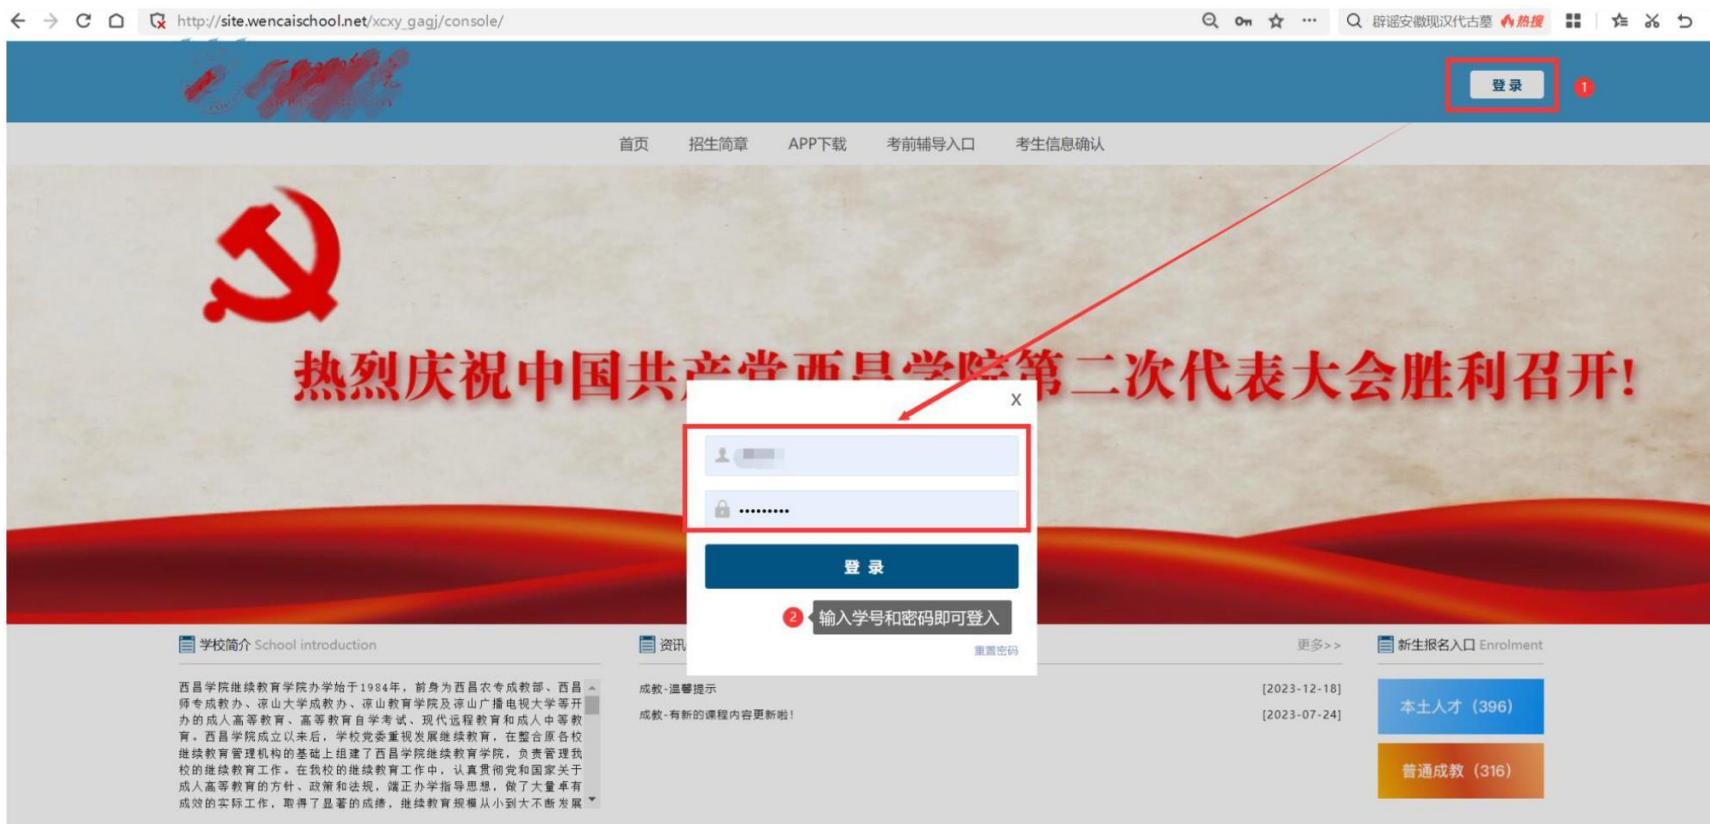 http://site.wencaischool.net/xcxy_gagj/console/
辟谣安徽现汉代古墓 热搜
登 录
1
首页 招生简章 APP下载 考前辅导入口 考生信息确认
热烈庆祝中国共产党西昌学院第二次代表大会胜利召开!
X
•••••••••
登 录
2 输入学号和密码即可登入
重置密码
学校简介 School introduction
西昌学院继续教育学院办学始于1984年，前身为西昌农专成教部、西昌
师专成教办、凉山大学成教办、凉山教育学院及凉山广播电视大学等开
办的成人高等教育、高等教育自学考试、现代远程教育和成人中等教
育。西昌学院成立以来后，学校党委重视发展继续教育，在整合原各校
继续教育管理机构的基础上组建了西昌学院继续教育学院，负责管理我
校的继续教育工作。在我校的继续教育工作中，认真贯彻党和国家关于
成人高等教育的方针、政策和法规，端正办学指导思想，做了大量卓有
成效的实际工作，取得了显著的成绩，继续教育规模从小到大不断发展
资讯
更多>>
成教-温馨提示 [2023-12-18]
成教-有新的课程内容更新啦！ [2023-07-24]
新生报名入口 Enrolment
本土人才（396）
普通成教（316）